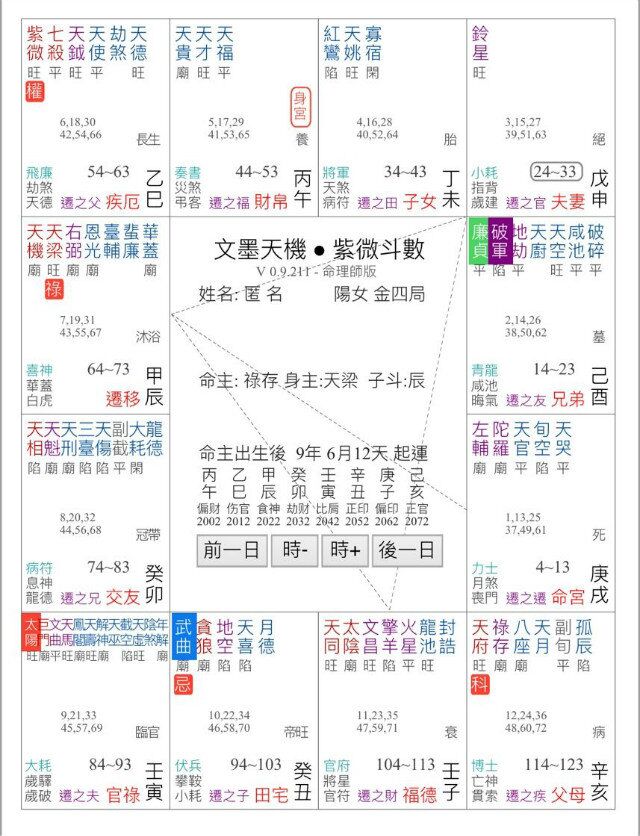 紫微 七殺 天鉞 天使 劫煞 天德
旺 平 旺 平 旺
權
6,18,30
42,54,66
長生
飛廉
劫煞
天德
54~63
遷之父 疾厄
乙巳
天貴 天才 天福
廟 旺 平
身宮
5,17,29
41,53,65
養
奏書
災煞
弔客
44~53
遷之福 財帛
丙午
紅鸞 天姚 寡宿
陷 旺 閑
4,16,28
40,52,64
胎
將軍
天煞
病符
34~43
遷之田 子女
丁未
鈴星
旺
3,15,27
39,51,63
絕
小耗
指背
歲建
24~33
遷之官 夫妻
戊申
天機 天梁 右弼 恩光 臺輔 蜚廉 華蓋
廟 旺 廟 廟 廟
祿
7,19,31
43,55,67
沐浴
喜神
華蓋
白虎
64~73
遷移
甲辰
文墨天機 ● 紫微斗數
V 0.9.211 - 命理師版
姓名: 匿 名 陽女 金四局
命主: 祿存 身主:天梁 子斗:辰
命主出生後 9年 6月12天 起運
丙 乙 甲 癸 壬 辛 庚 己
午 巳 辰 卯 寅 丑 子 亥
偏财 伤官 食神 劫财 比肩 正印 偏印 正官
2002 2012 2022 2032 2042 2052 2062 2072
前一日 時- 時+ 後一日
廉貞 破軍 地劫 天廚 天空 咸池 破碎
平 陷 平 旺 平 平
2,14,26
38,50,62
墓
青龍
咸池
晦氣
14~23
遷之友 兄弟
己酉
天相 天魁 天刑 三臺 天傷 副截 大耗 龍德
陷 廟 廟 陷 陷 平 閑
8,20,32
44,56,68
冠帶
病符
息神
龍德
74~83
遷之兄 交友
癸卯
左輔 陀羅 天官 旬空 天哭
廟 廟 平 陷 平
1,13,25
37,49,61
死
力士
月煞
喪門
4~13
遷之遷 命宮
庚戌
太陽 巨門 文曲 天馬 鳳閣 天壽 解神 天巫 截空 天虛 陰煞 年解
旺 廟 平 旺 廟 旺 廟 陷 旺 廟
9,21,33
45,57,69
臨官
大耗
歲驛
歲破
84~93
遷之夫 官祿
壬寅
武曲 貪狼 地空 天喜 月德
廟 廟 陷 陷
忌
10,22,34
46,58,70
帝旺
伏兵
攀鞍
小耗
94~103
遷之子 田宅
癸丑
天同 太陰 文昌 擎羊 火星 龍池 封誥
旺 廟 旺 陷 平 旺
11,23,35
47,59,71
衰
官府
將星
官符
104~113
遷之財 福德
壬子
天府 祿存 八座 天月 副旬 孤辰
旺 廟 廟 平 陷
科
12,24,36
48,60,72
病
博士
亡神
貫索
114~123
遷之疾 父母
辛亥